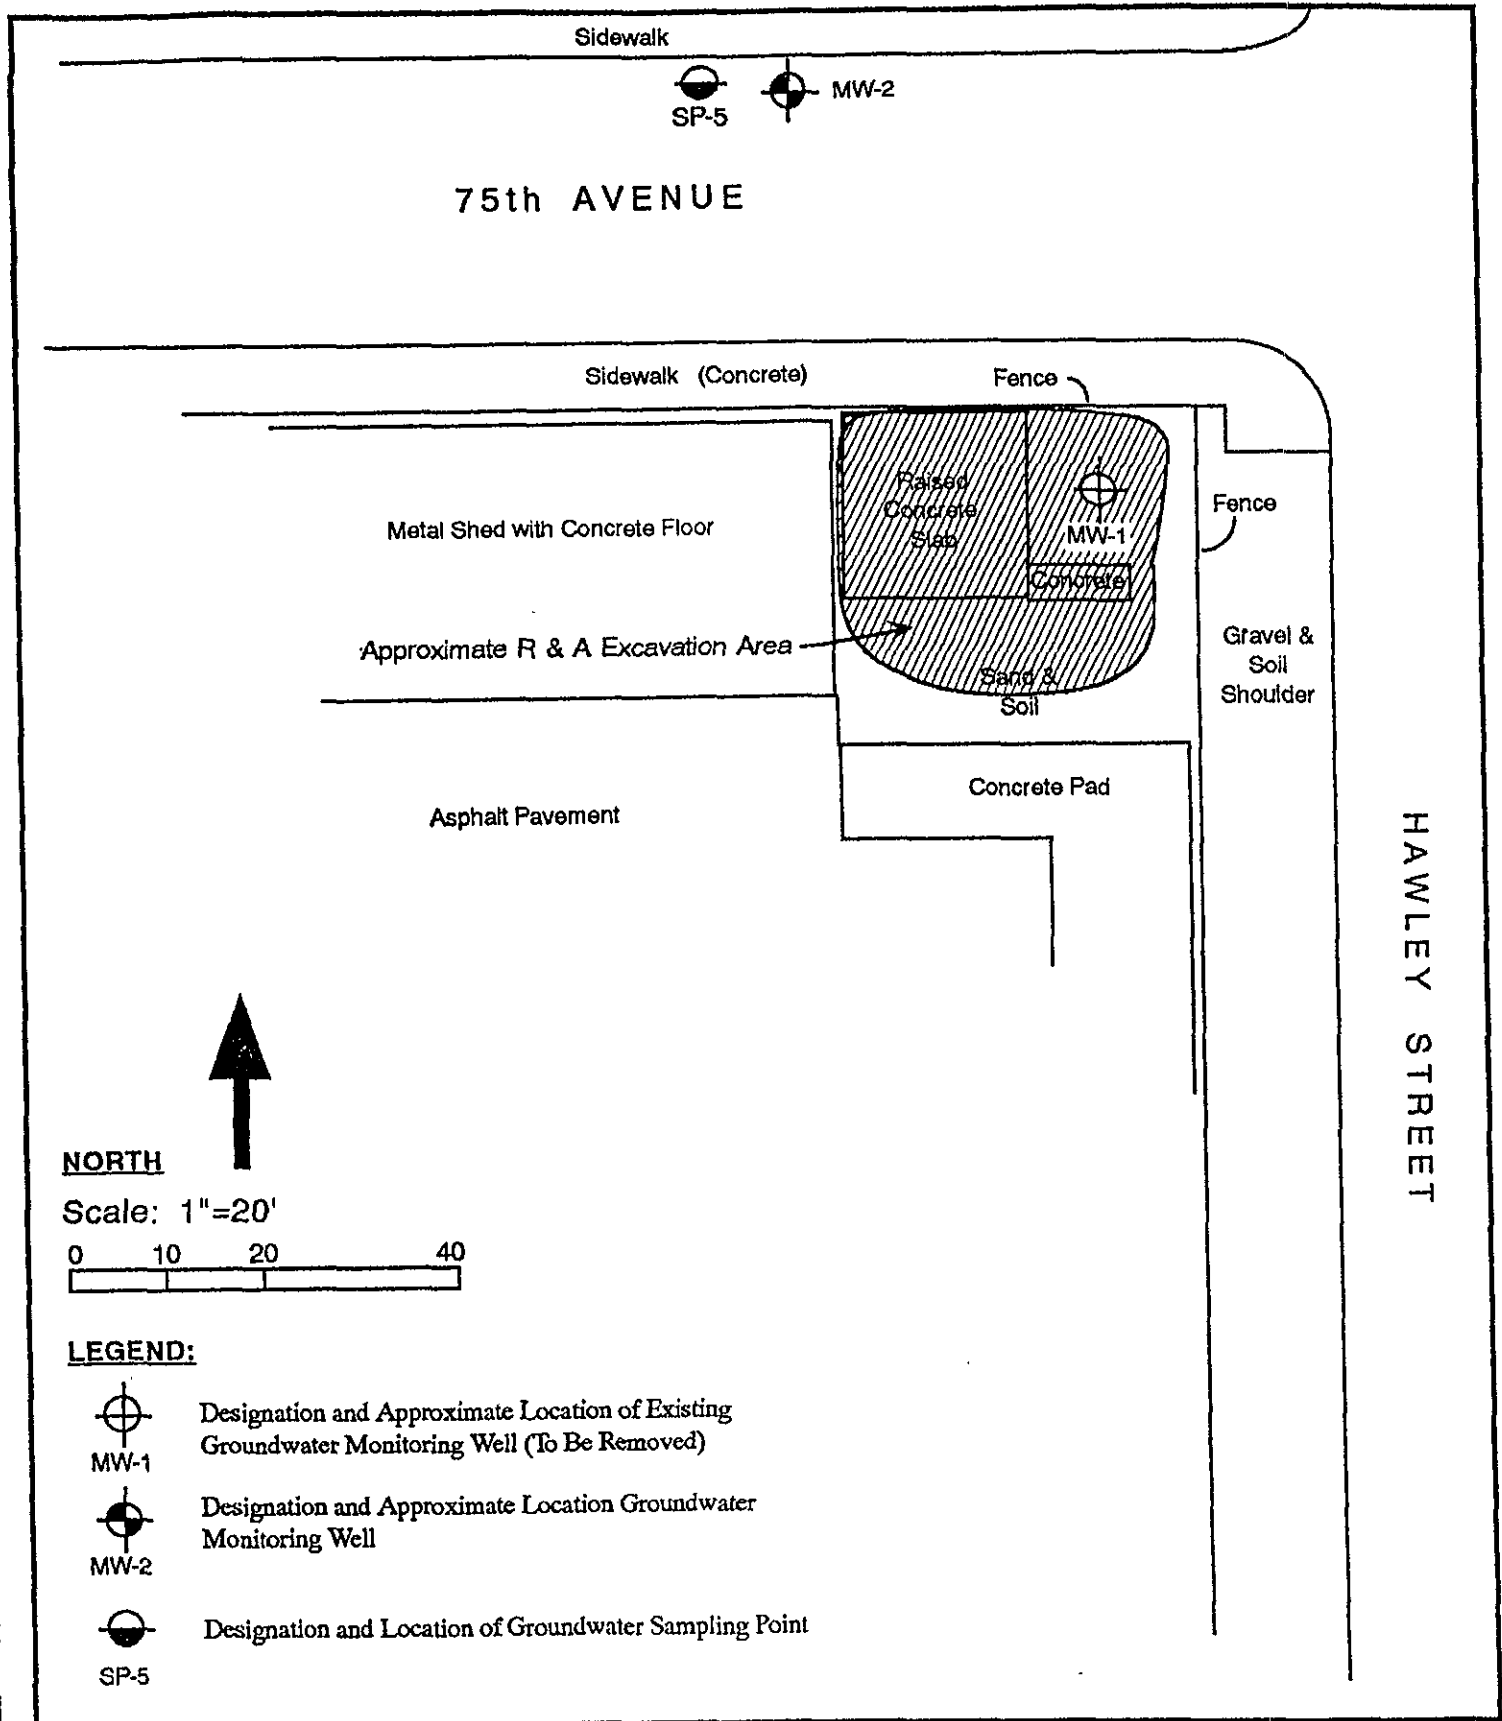 Sidewalk
SP-5
MW-2
75th AVENUE
Sidewalk (Concrete)
Fence
Raised
Concrete
Slab
MW-1
Concrete
Fence
Metal Shed with Concrete Floor
Approximate R & A Excavation Area
Sand &
Soil
Gravel &
Soil
Shoulder
Concrete Pad
Asphalt Pavement
HAWLEY STREET
NORTH
Scale: 1"=20'
0 10 20 40
LEGEND:
MW-1
Designation and Approximate Location of Existing
Groundwater Monitoring Well (To Be Removed)
MW-2
Designation and Approximate Location Groundwater
Monitoring Well
SP-5
Designation and Location of Groundwater Sampling Point